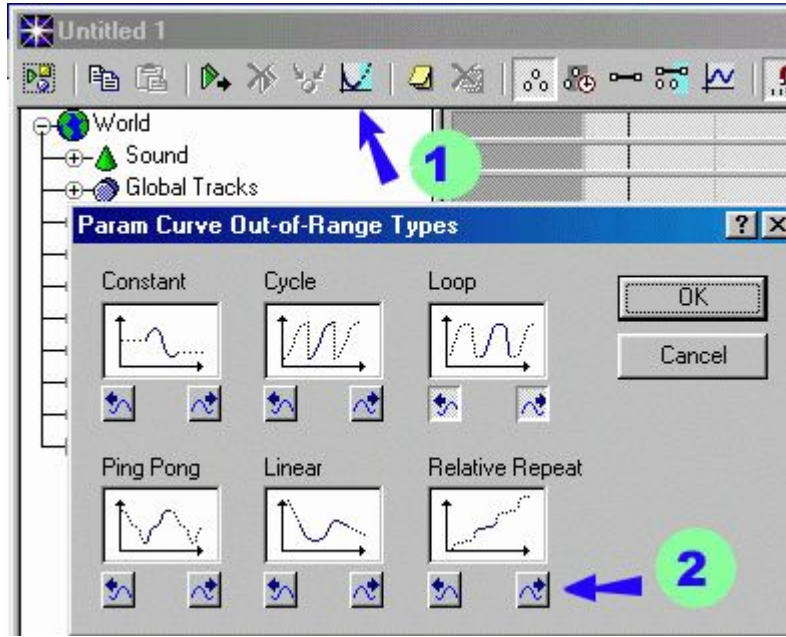 Untitled 1
1
World
Sound
Global Tracks
Param Curve Out-of-Range Types
Constant Cycle Loop
OK
Cancel
Ping Pong Linear Relative Repeat
2